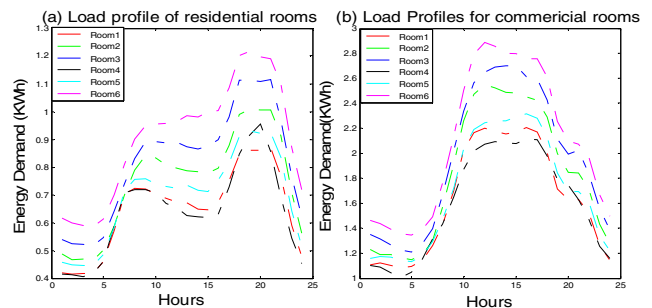 (a) Load profile of residential rooms
1.3
1.2
1.1
1
0.9
0.8
0.7
0.6
0.5
0.4
Energy Demand (KWh)
Room1
Room2
Room3
Room4
Room5
Room6
0 5 10 15 20 25
Hours
(b) Load Profiles for commericial rooms
3
2.8
2.6
2.4
2.2
2
1.8
1.6
1.4
1.2
1
Energy Denamd(KWh)
Room1
Room2
Room3
Room4
Room5
Room6
0 5 10 15 20 25
Hours